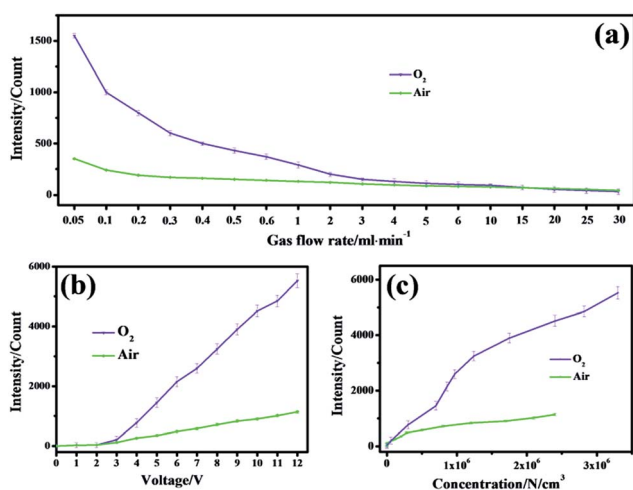 (a)
1500
1000
500
0
Intensity/Count
O₂
Air
0.05 0.1 0.2 0.3 0.4 0.5 0.6 1 2 3 4 5 6 10 15 20 25 30
Gas flow rate/ml·min⁻¹
(b)
6000
4000
2000
0
Intensity/Count
O₂
Air
0 1 2 3 4 5 6 7 8 9 10 11 12
Voltage/V
(c)
8000
6000
4000
2000
0
Intensity/Count
O₂
Air
0 1x10⁶ 2x10⁶ 3x10⁶
Concentration/N/cm³